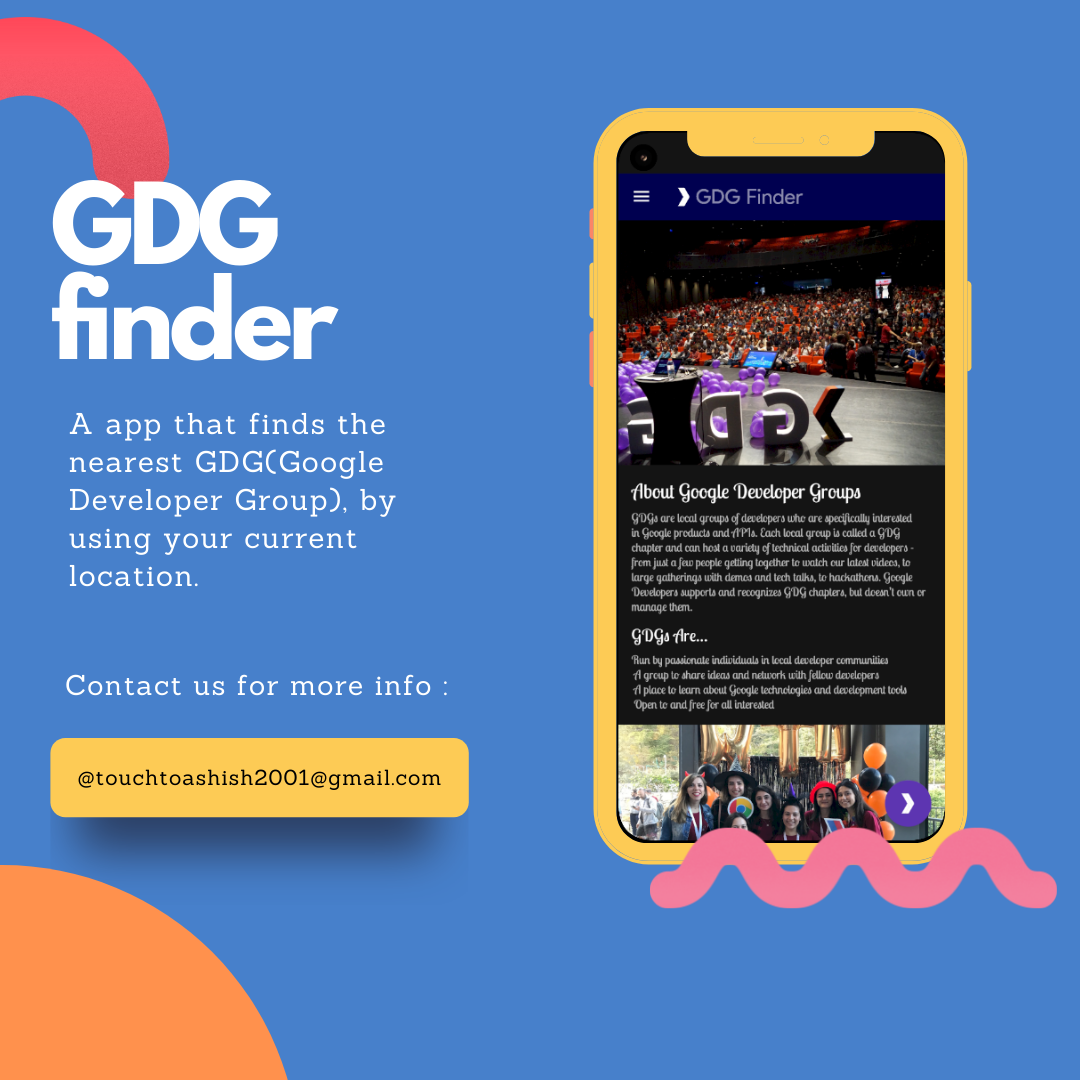 GDG
finder
A app that finds the
nearest GDG(Google
Developer Group), by
using your current
location.
Contact us for more info :
@touchtoashish2001@gmail.com
GDG Finder
GDG
About Google Developer Groups
GDGs are local groups of developers who are specifically interested
in Google products and APIs. Each local group is called a GDG
chapter and can host a variety of technical activities for developers -
from just a few people getting together to watch our latest videos, to
large gatherings with demos and tech talks, to hackathons. Google
Developers supports and recognizes GDG chapters, but doesn't own or
manage them.
GDGs Are...
Run by passionate individuals in local developer communities
A group to share ideas and network with fellow developers
A place to learn about Google technologies and development tools
Open to and free for all interested